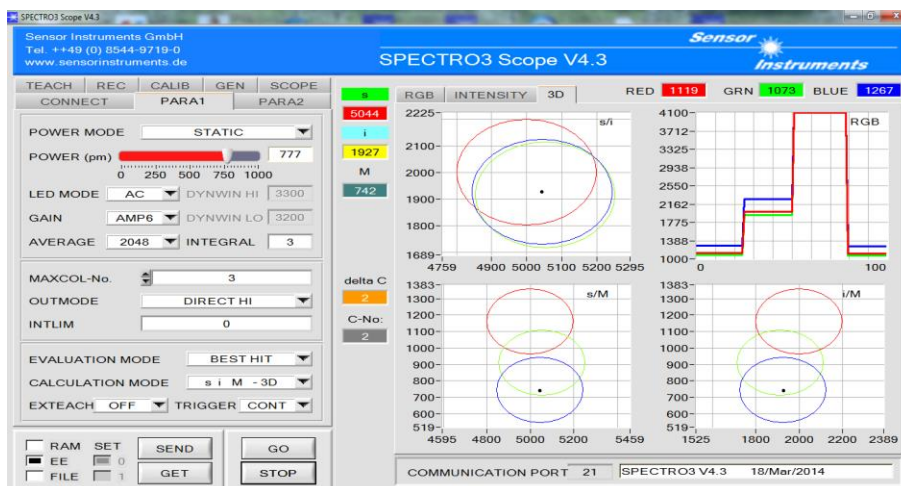 SPECTRO3 Scope V4.3
Sensor Instruments GmbH
Tel. ++49 (0) 8544-9719-0
www.sensorinstruments.de
SPECTRO3 Scope V4.3
Sensor
Instruments
TEACH REC CALIB GEN SCOPE
CONNECT PARA1 PARA2
POWER MODE STATIC
POWER (pm) 777
0 250 500 750 1000
LED MODE AC DYNWIN HI 3300
GAIN AMP6 DYNWIN LO 3200
AVERAGE 2048 INTEGRAL 3
MAXCOL-No. 3
OUTMODE DIRECT HI
INTLIM 0
EVALUATION MODE BEST HIT
CALCULATION MODE s i M - 3D
EXTEACH OFF TRIGGER CONT
RAM SET
EE 0
FILE 1
SEND GO
GET STOP
s
5044
i
1927
M
742
delta C
2
C-No:
2
RGB INTENSITY 3D RED 1119 GRN 1073 BLUE 1267
s/i
2225
2100
2000
1900
1800
1689
4759 4900 5000 5100 5200 5295
RGB
4100
3712
3325
2938
2550
2162
1775
1388
1000
0 100
s/M
1383
1300
1200
1100
1000
900
800
700
600
519
4595 4800 5000 5200 5459
i/M
1383
1300
1200
1100
1000
900
800
700
600
519
1525 1800 2000 2200 2389
COMMUNICATION PORT 21 SPECTRO3 V4.3 18/Mar/2014